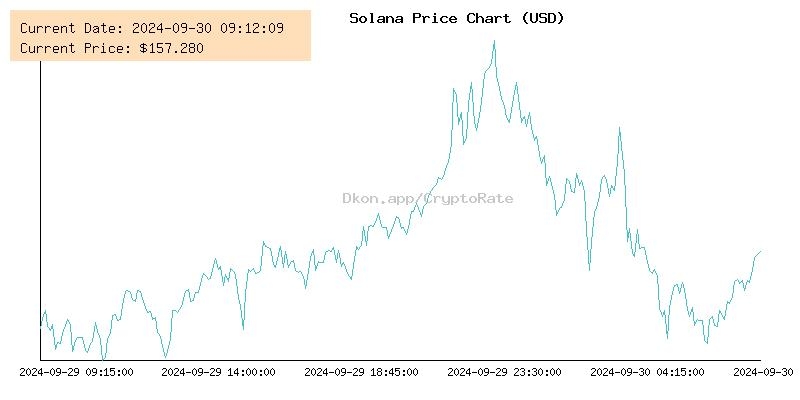 Solana Price Chart (USD)
Current Date: 2024-09-30 09:12:09
Current Price: $157.280
Dkon.app/CryptoRate
2024-09-29 09:15:00 2024-09-29 14:00:00 2024-09-29 18:45:00 2024-09-29 23:30:00 2024-09-30 04:15:00 2024-09-30